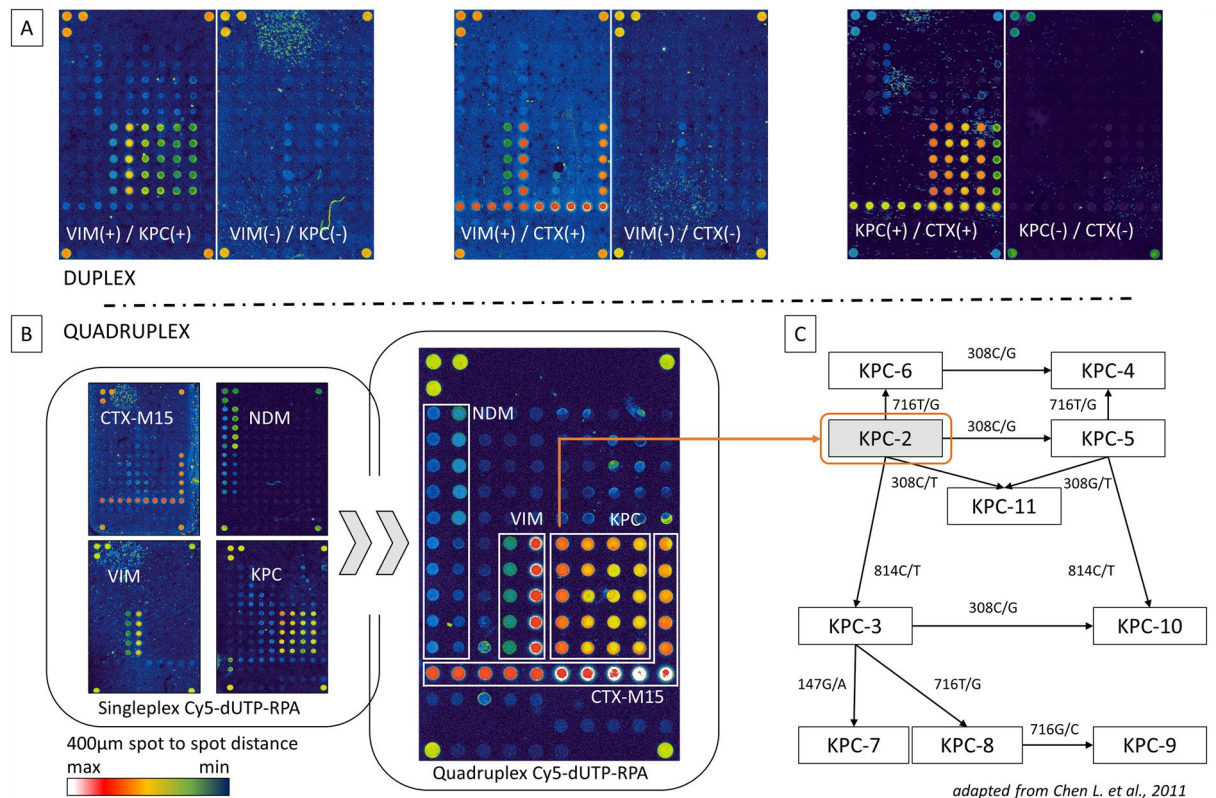 A
VIM(+) / KPC(+)
VIM(-) / KPC(-)
VIM(+) / CTX(+)
VIM(-) / CTX(-)
KPC(+) / CTX(+)
KPC(-) / CTX(-)
DUPLEX
B
QUADRUPLEX
CTX-M15
NDM
VIM
KPC
Singleplex Cy5-dUTP-RPA
400µm spot to spot distance
max
min
NDM
VIM
KPC
CTX-M15
Quadruplex Cy5-dUTP-RPA
C
KPC-6
308C/G
KPC-4
716T/G
716T/G
KPC-2
308C/G
KPC-5
308C/T
308G/T
KPC-11
814C/T
814C/T
KPC-3
308C/G
KPC-10
147G/A
716T/G
KPC-7
KPC-8
716G/C
KPC-9
adapted from Chen L. et al., 2011